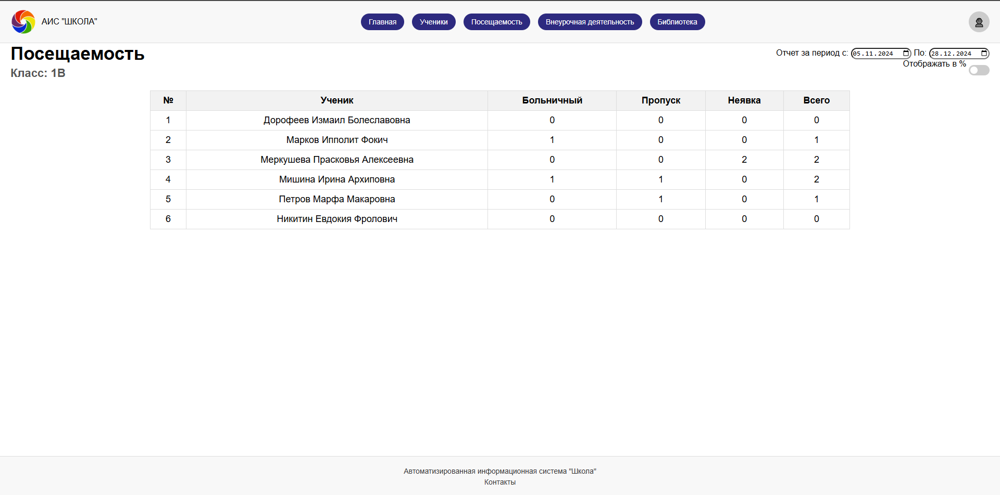 АИС "ШКОЛА"
Главная Ученики Посещаемость Внеурочная деятельность Библиотека
Посещаемость
Отчет за период с: 05.11.2024 По: 28.12.2024
Отображать в %
Класс: 1В
№ Ученик Больничный Пропуск Неявка Всего
1 Дорофеев Измаил Болеславовна 0 0 0 0
2 Марков Ипполит Фокич 1 0 0 1
3 Меркушева Прасковья Алексеевна 0 0 2 2
4 Мишина Ирина Архиповна 1 1 0 2
5 Петров Марфа Макаровна 0 1 0 1
6 Никитин Евдокия Фролович 0 0 0 0
Автоматизированная информационная система "Школа"
Контакты